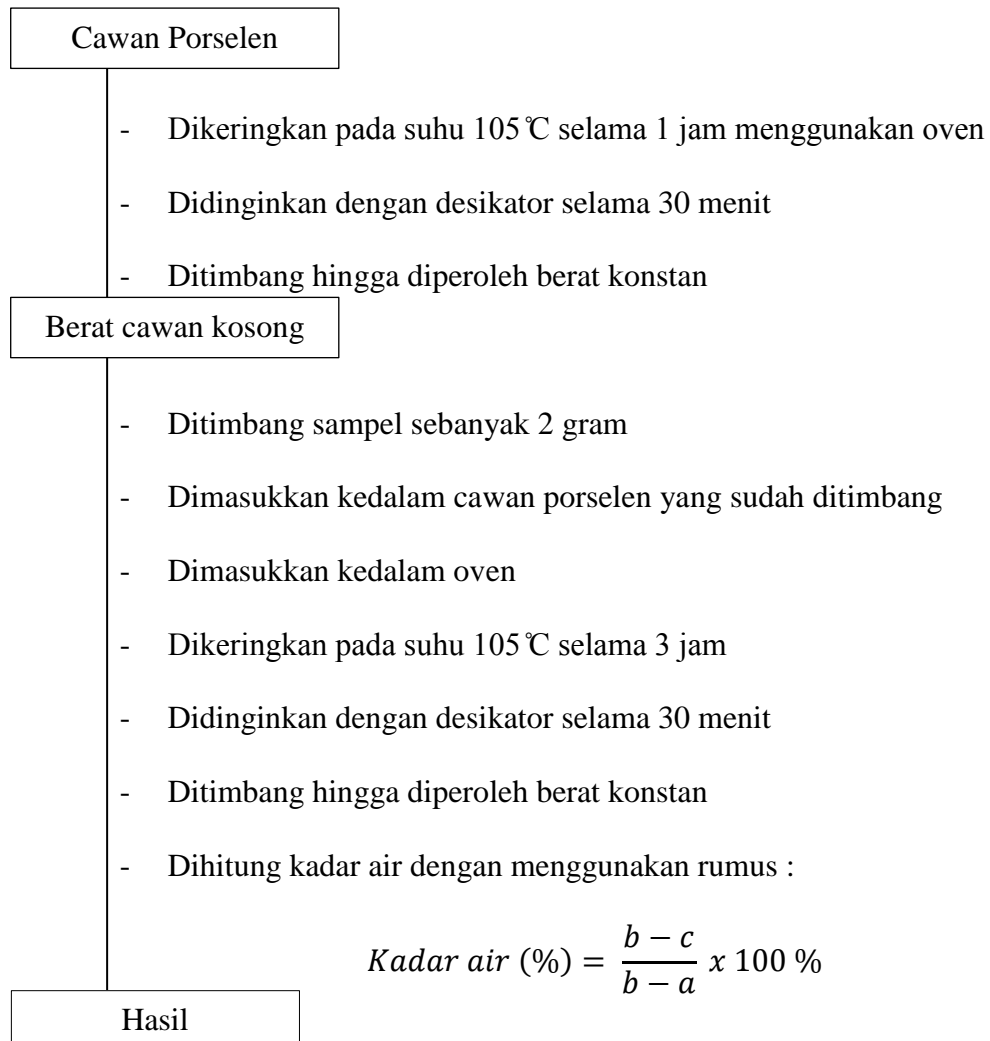 Cawan Porselen
- Dikeringkan pada suhu 105℃ selama 1 jam menggunakan oven
- Didinginkan dengan desikator selama 30 menit
- Ditimbang hingga diperoleh berat konstan
Berat cawan kosong
- Ditimbang sampel sebanyak 2 gram
- Dimasukkan kedalam cawan porselen yang sudah ditimbang
- Dimasukkan kedalam oven
- Dikeringkan pada suhu 105℃ selama 3 jam
- Didinginkan dengan desikator selama 30 menit
- Ditimbang hingga diperoleh berat konstan
- Dihitung kadar air dengan menggunakan rumus :
Kadar air (%) = (b − c)/(b − a) x 100 %
Hasil